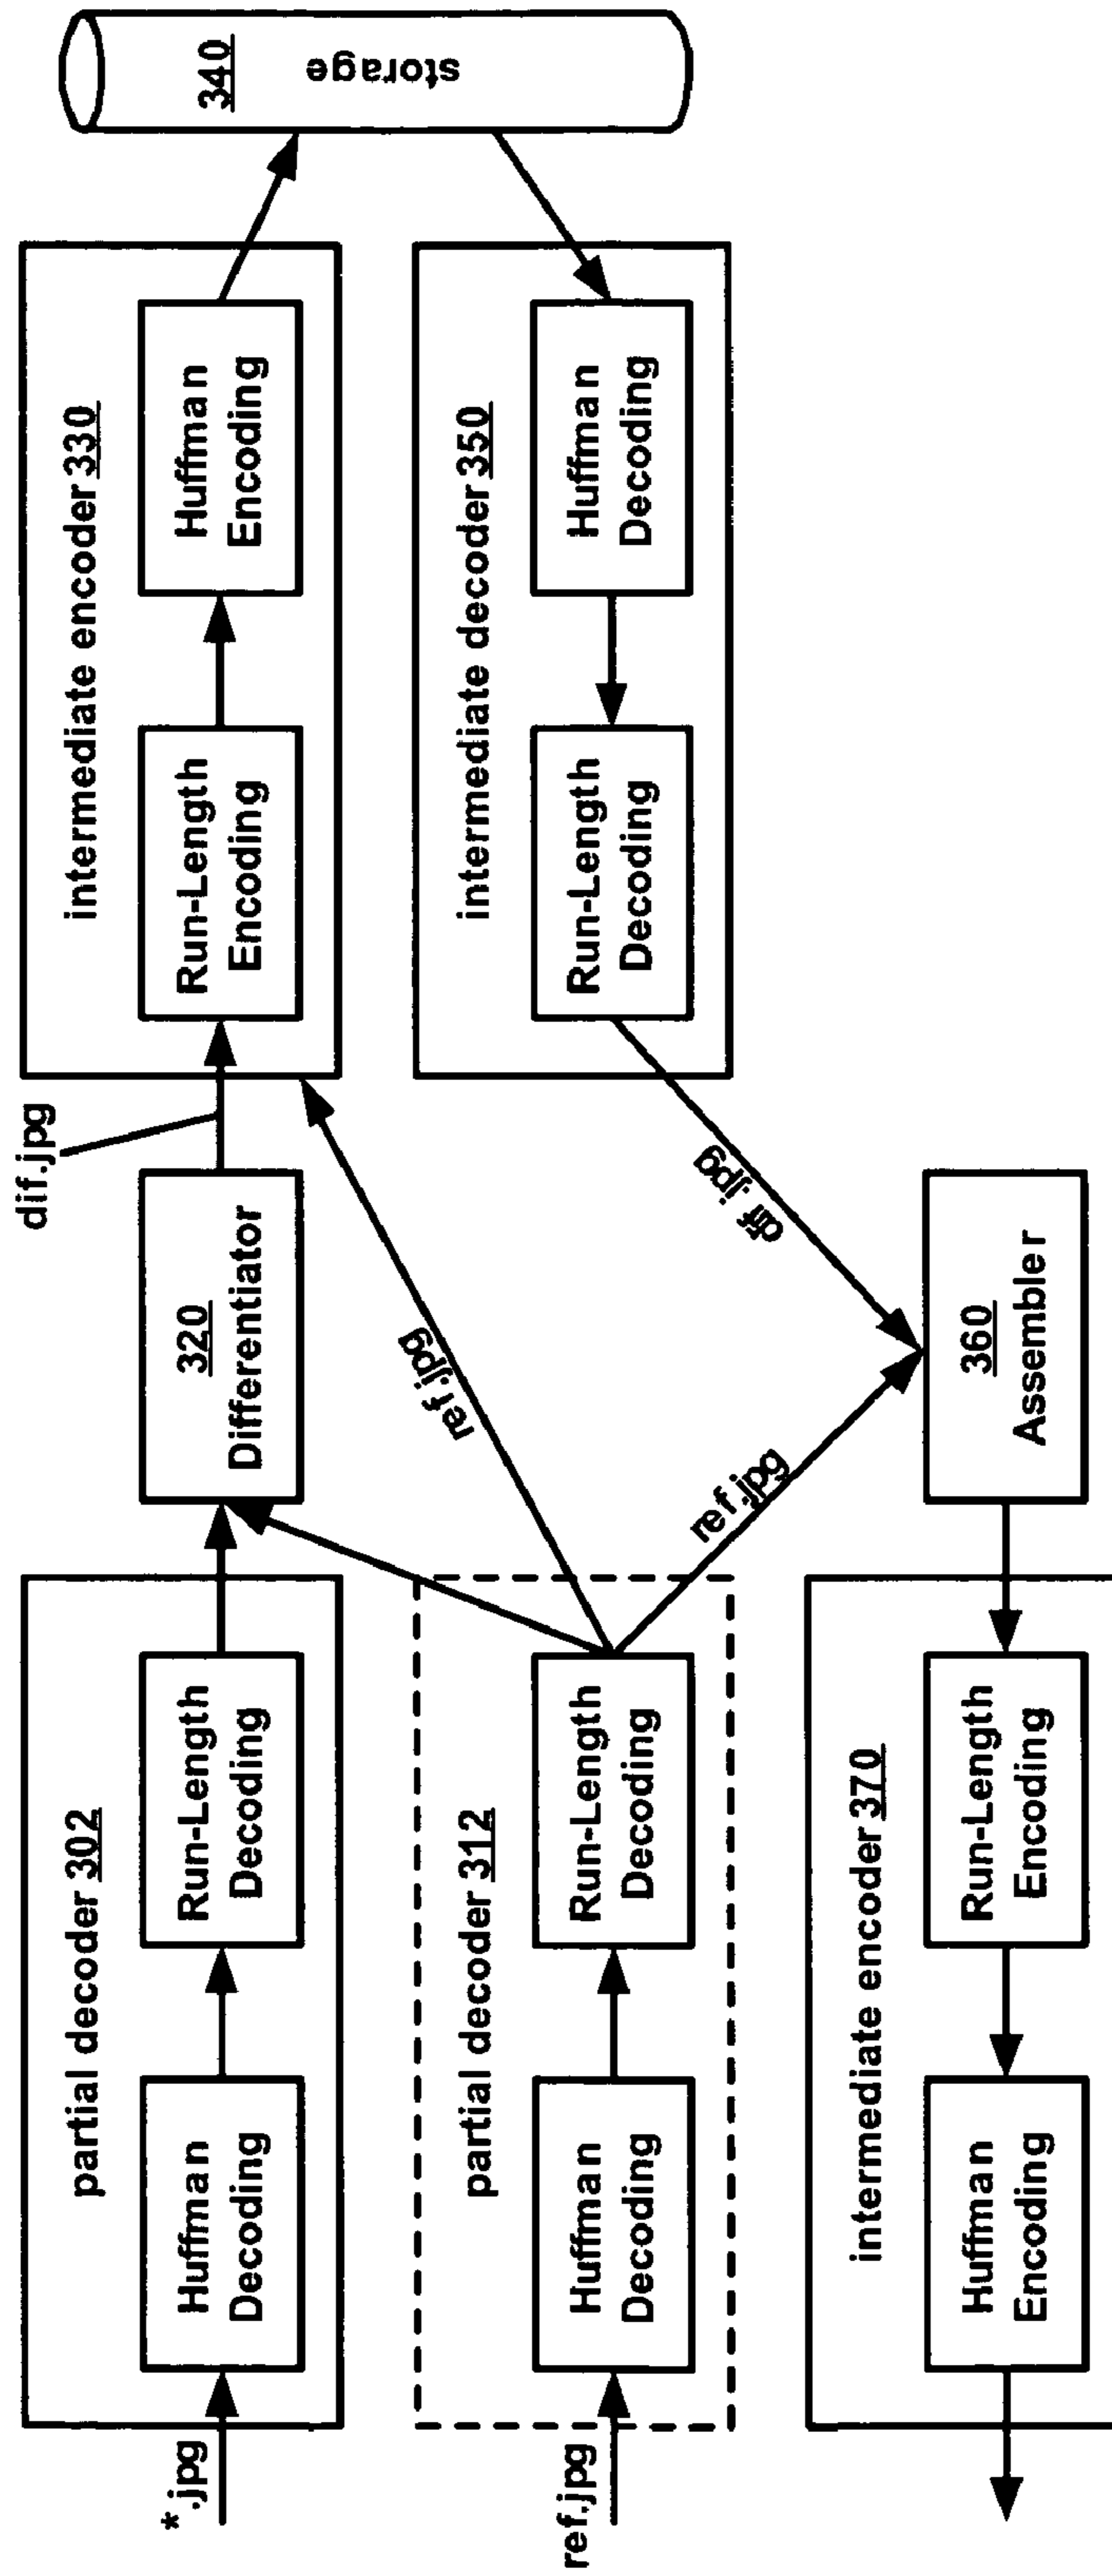 *.jpg
partial decoder 302
Huffman
Decoding
Run-Length
Decoding
320
Differentiator
dif.jpg
intermediate encoder 330
Run-Length
Encoding
Huffman
Encoding
340
storage
ref.jpg
partial decoder 312
Huffman
Decoding
Run-Length
Decoding
ref.jpg
ref.jpg
dif.jpg
intermediate decoder 350
Run-Length
Decoding
Huffman
Decoding
360
Assembler
intermediate encoder 370
Huffman
Encoding
Run-Length
Encoding